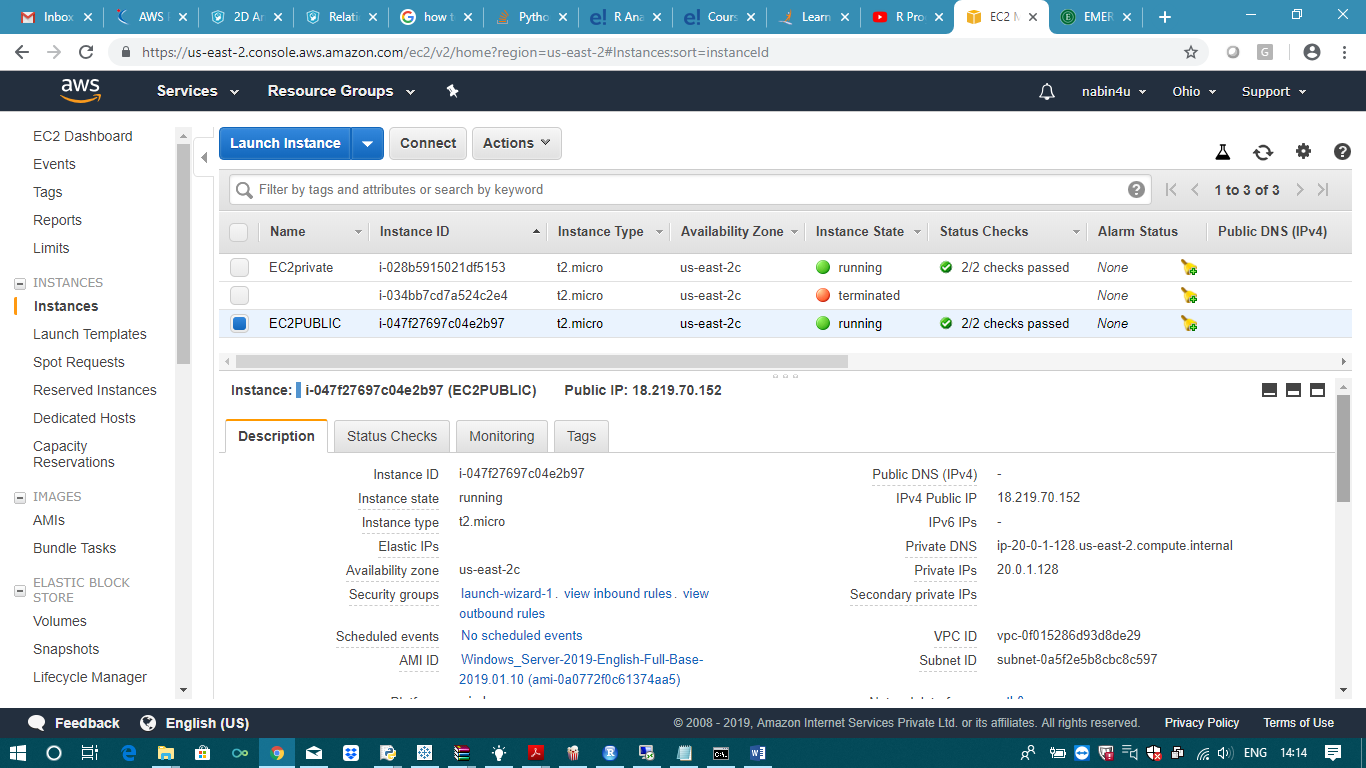 Inbox
AWS
2D Ar
Relati
how t
Pytho
R Ana
Cours
Learn
R Pro
EC2 M
EMER
https://us-east-2.console.aws.amazon.com/ec2/v2/home?region=us-east-2#Instances:sort=instanceId
aws Services Resource Groups nabin4u Ohio Support
EC2 Dashboard
Events
Tags
Reports
Limits
INSTANCES
Instances
Launch Templates
Spot Requests
Reserved Instances
Dedicated Hosts
Capacity
Reservations
IMAGES
AMIs
Bundle Tasks
ELASTIC BLOCK
STORE
Volumes
Snapshots
Lifecycle Manager
Launch Instance Connect Actions
Filter by tags and attributes or search by keyword 1 to 3 of 3
Name Instance ID Instance Type Availability Zone Instance State Status Checks Alarm Status Public DNS (IPv4)
EC2private i-028b5915021df5153 t2.micro us-east-2c running 2/2 checks passed None
i-034bb7cd7a524c2e4 t2.micro us-east-2c terminated None
EC2PUBLIC i-047f27697c04e2b97 t2.micro us-east-2c running 2/2 checks passed None
Instance: i-047f27697c04e2b97 (EC2PUBLIC) Public IP: 18.219.70.152
Description Status Checks Monitoring Tags
Instance ID i-047f27697c04e2b97
Instance state running
Instance type t2.micro
Elastic IPs
Availability zone us-east-2c
Security groups launch-wizard-1. view inbound rules. view
outbound rules
Scheduled events No scheduled events
AMI ID Windows_Server-2019-English-Full-Base-
2019.01.10 (ami-0a0772f0c61374aa5)
Public DNS (IPv4) -
IPv4 Public IP 18.219.70.152
IPv6 IPs -
Private DNS ip-20-0-1-128.us-east-2.compute.internal
Private IPs 20.0.1.128
Secondary private IPs
VPC ID vpc-0f015286d93d8de29
Subnet ID subnet-0a5f2e5b8cbc8c597
Feedback English (US) © 2008 - 2019, Amazon Internet Services Private Ltd. or its affiliates. All rights reserved. Privacy Policy Terms of Use
ENG 14:14